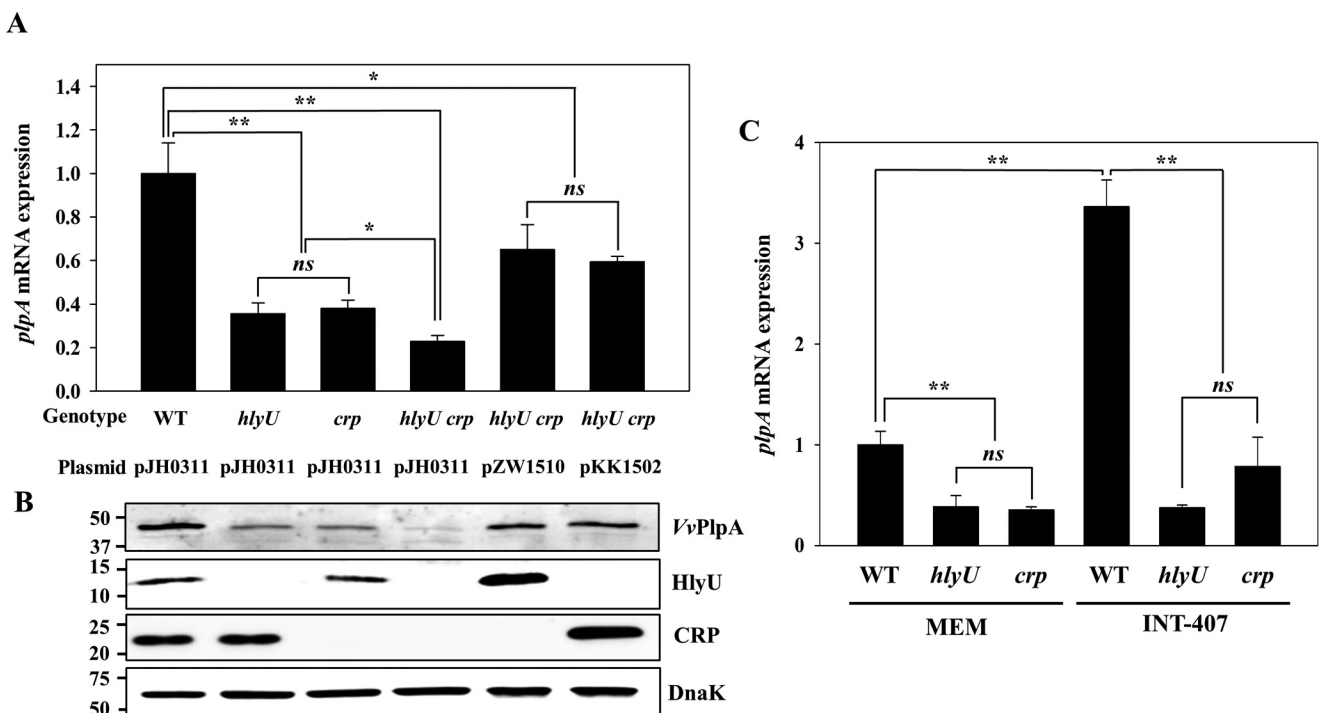 A
plpA mRNA expression
1.4
1.2
1.0
0.8
0.6
0.4
0.2
0.0
*
**
**
*
ns
ns
Genotype WT hlyU crp hlyU crp hlyU crp hlyU crp
Plasmid pJH0311 pJH0311 pJH0311 pJH0311 pZW1510 pKK1502
B
50
37
VvPlpA
15
10
HlyU
25
20
CRP
75
50
DnaK
C
plpA mRNA expression
4
3
2
1
0
** **
**
ns
ns
WT hlyU crp WT hlyU crp
MEM INT-407